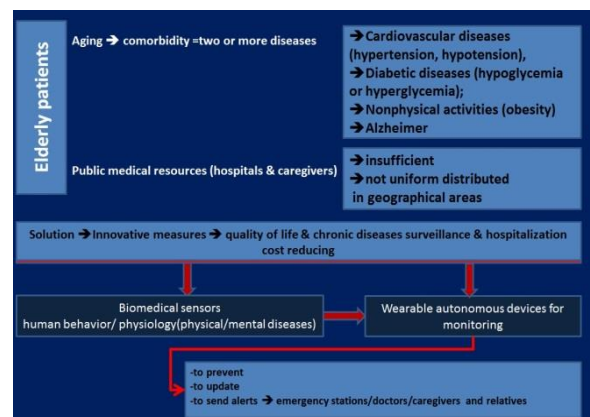 Elderly patients
Aging ➔ comorbidity =two or more diseases
➔Cardiovascular diseases
(hypertension, hypotension),
➔Diabetic diseases (hypoglycemia
or hyperglycemia);
➔Nonphysical activities (obesity)
➔Alzheimer
Public medical resources (hospitals & caregivers)
➔insufficient
➔not uniform distributed
in geographical areas
Solution ➔Innovative measures ➔ quality of life & chronic diseases surveillance & hospitalization
cost reducing
Biomedical sensors
human behavior/ physiology(physical/mental diseases)
Wearable autonomous devices for
monitoring
-to prevent
-to update
-to send alerts ➔ emergency stations/doctors/caregivers and relatives